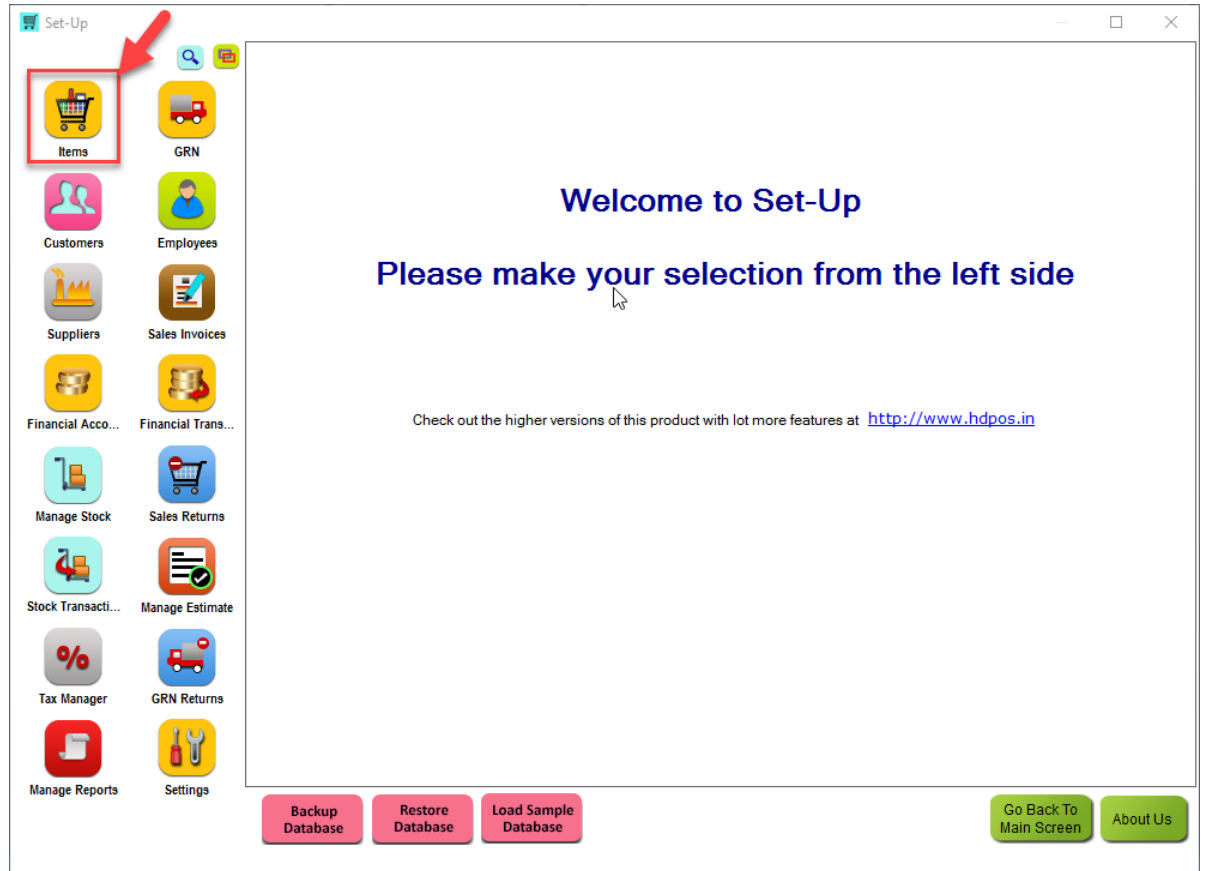 Set-Up
Items
GRN
Customers
Employees
Suppliers
Sales Invoices
Financial Acco...
Financial Trans...
Manage Stock
Sales Returns
Stock Transacti...
Manage Estimate
%
Tax Manager
GRN Returns
Manage Reports
Settings
Welcome to Set-Up
Please make your selection from the left side
Check out the higher versions of this product with lot more features at http://www.hdpos.in
Backup
Database
Restore
Database
Load Sample
Database
Go Back To
Main Screen
About Us